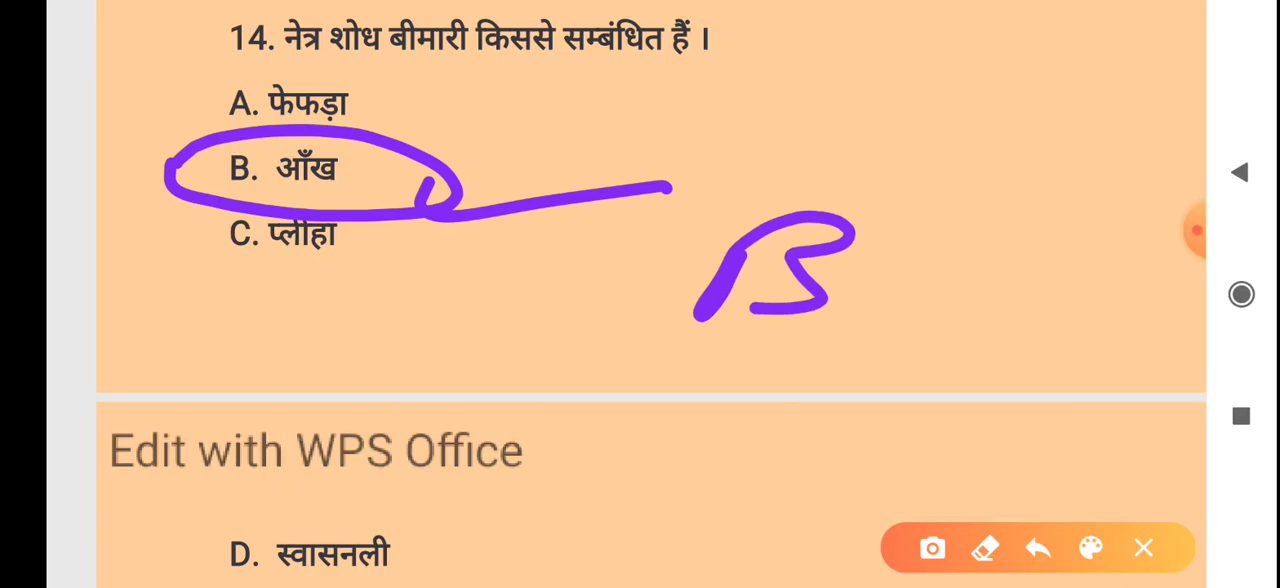 14. नेत्र शोध बीमारी किससे सम्बंधित हैं ।
A. फेफड़ा
B. आँख
C. प्लीहा
B
Edit with WPS Office
D. स्वासनली